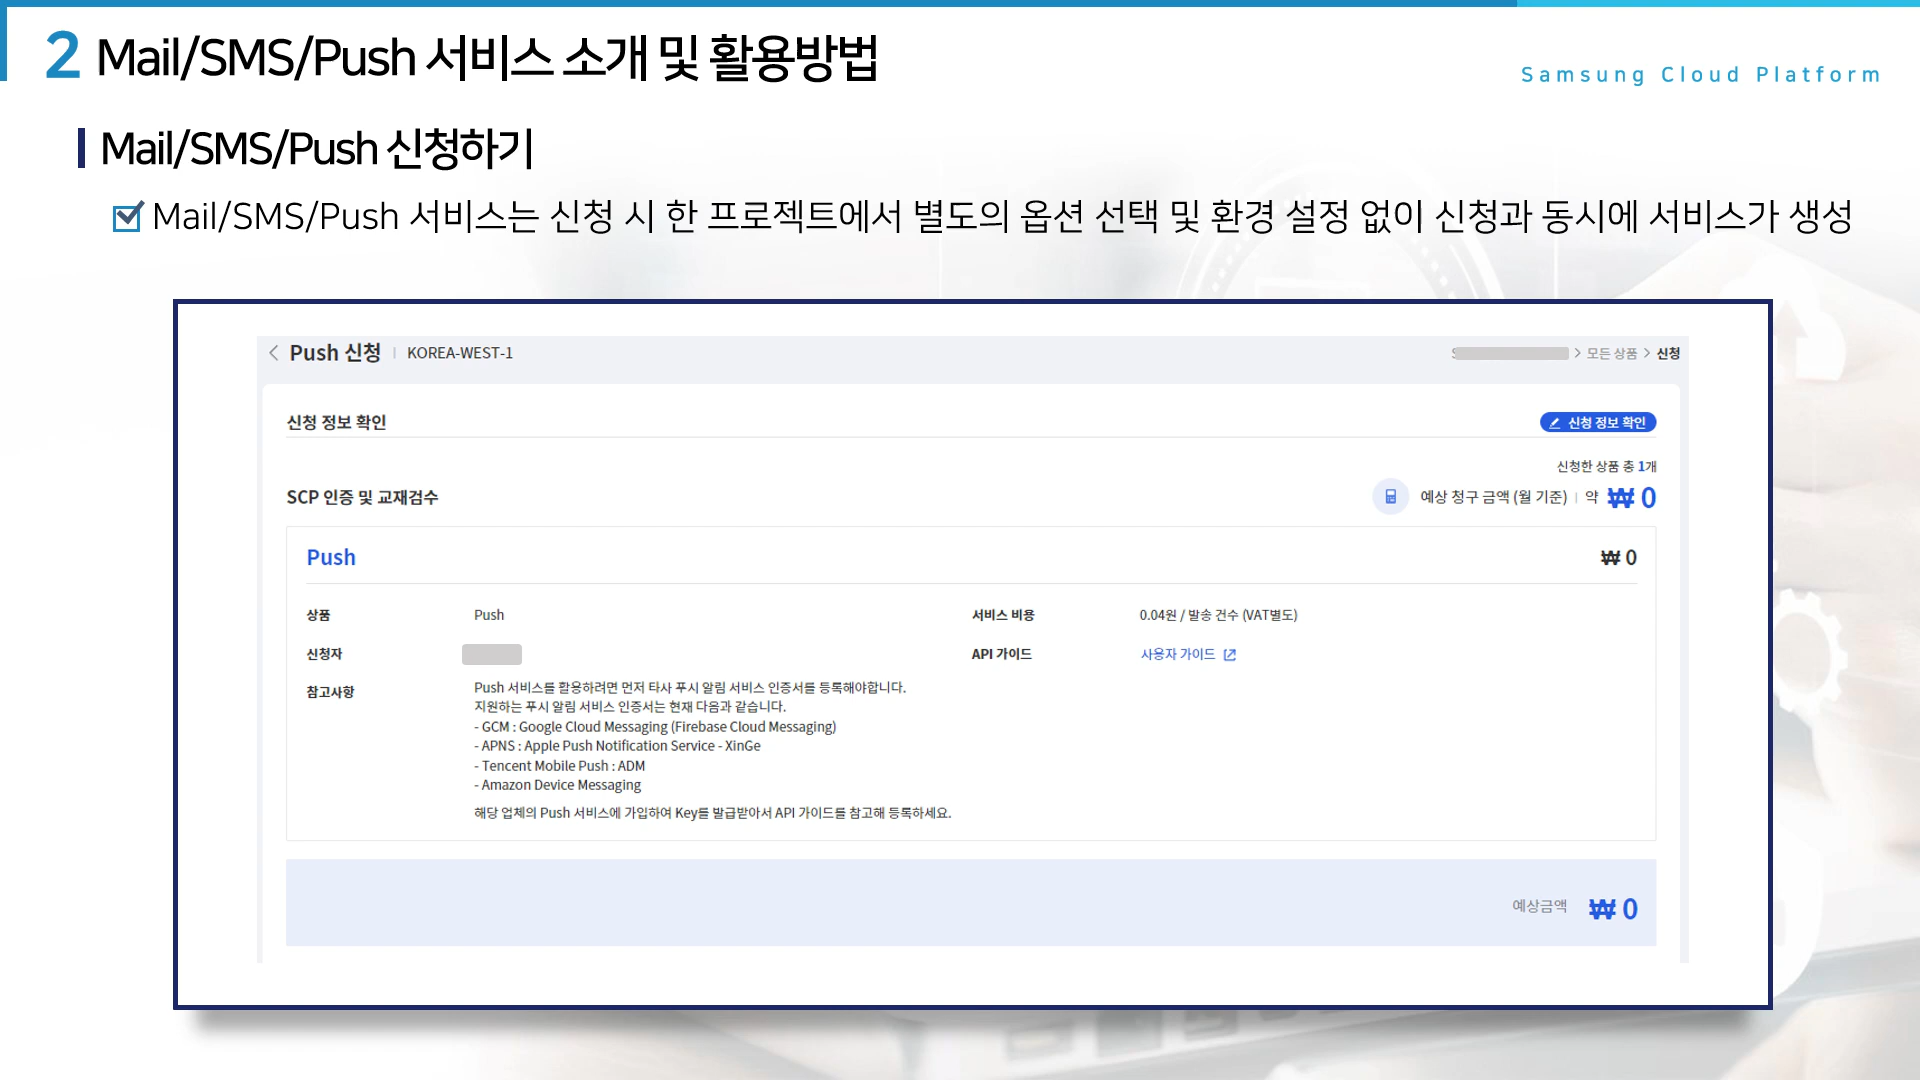 2 Mail/SMS/Push 서비스 소개 및 활용방법
Samsung Cloud Platform
Mail/SMS/Push 신청하기
Mail/SMS/Push 서비스는 신청 시 한 프로젝트에서 별도의 옵션 선택 및 환경 설정 없이 신청과 동시에 서비스가 생성
Push 신청 | KOREA-WEST-1
> 모든 상품 > 신청
신청 정보 확인
신청 정보 확인
신청한 상품 총 1개
SCP 인증 및 교재검수
예상 청구 금액 (월 기준) | 약 ₩ 0
Push
₩ 0
상품 Push
서비스 비용 0.04원 / 발송 건수 (VAT별도)
신청자
API 가이드 사용자 가이드
참고사항
Push 서비스를 활용하려면 먼저 타사 푸시 알림 서비스 인증서를 등록해야합니다.
지원하는 푸시 알림 서비스 인증서는 현재 다음과 같습니다.
- GCM : Google Cloud Messaging (Firebase Cloud Messaging)
- APNS : Apple Push Notification Service - XinGe
- Tencent Mobile Push : ADM
- Amazon Device Messaging
해당 업체의 Push 서비스에 가입하여 Key를 발급받아서 API 가이드를 참고해 등록하세요.
예상금액 ₩ 0